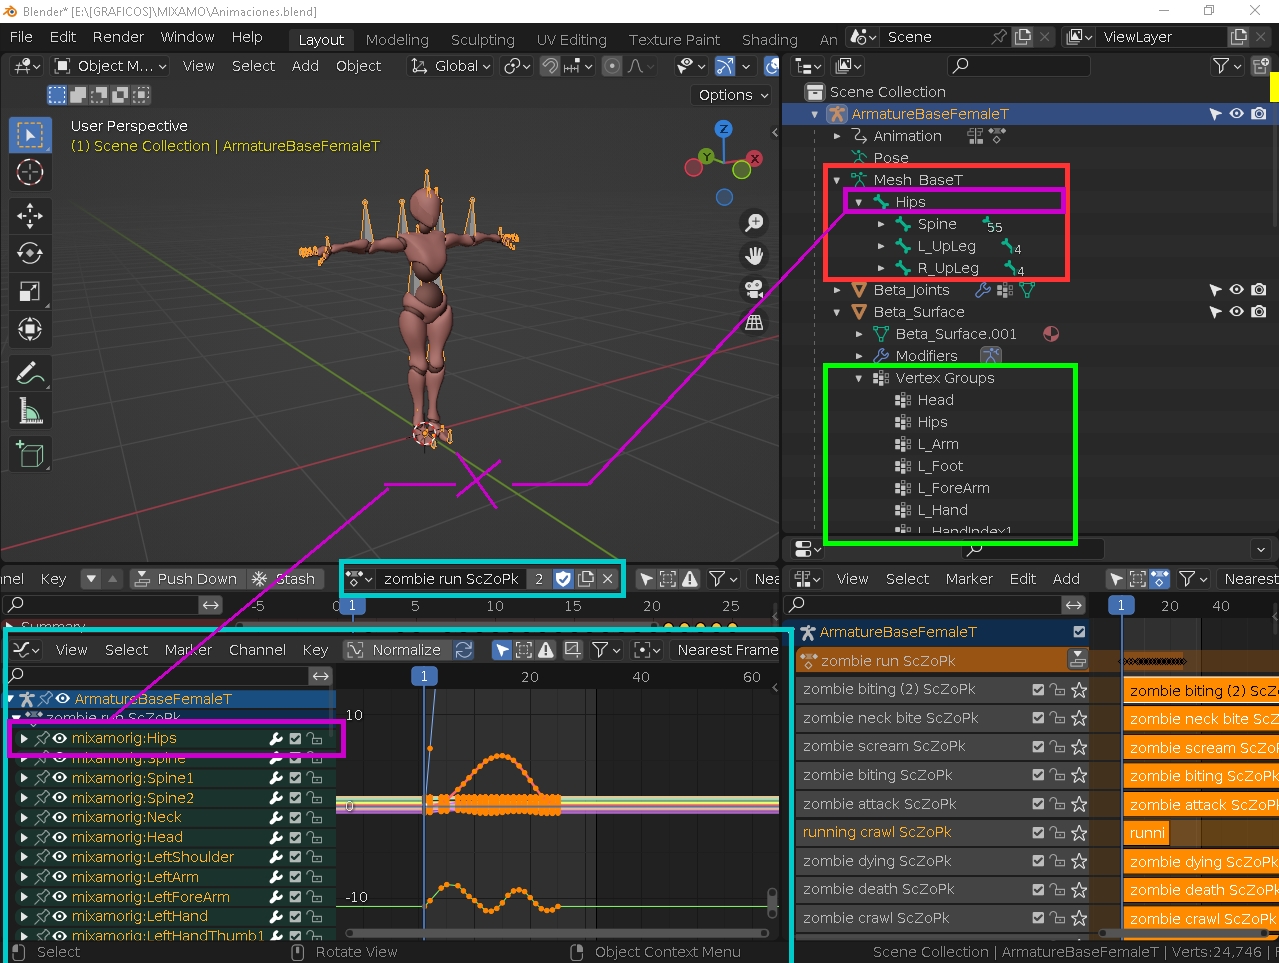 Blender* [E:\[GRAFICOS]\MIXAMO\Animaciones.blend]
File Edit Render Window Help Layout Modeling Sculpting UV Editing Texture Paint Shading An Scene ViewLayer
Object M... View Select Add Object Global
Options
User Perspective
(1) Scene Collection | ArmatureBaseFemaleT
Z
Y
X
Scene Collection
ArmatureBaseFemaleT
Animation
Pose
Mesh_BaseT
Hips
Spine 55
L_UpLeg 4
R_UpLeg 4
Beta_Joints
Beta_Surface
Beta_Surface.001
Modifiers
Vertex Groups
Head
Hips
L_Arm
L_Foot
L_ForeArm
L_Hand
L_HandIndex1
nnel Key Push Down Stash zombie run ScZoPk 2 Nea
-5 0 1 5 10 15 20 25
Summary
View Select Marker Channel Key Normalize Nearest Frame
1 20 40 60
ArmatureBaseFemaleT
zombie run ScZoPk
mixamorig:Hips
mixamorig:Spine
mixamorig:Spine1
mixamorig:Spine2
mixamorig:Neck
mixamorig:Head
mixamorig:LeftShoulder
mixamorig:LeftArm
mixamorig:LeftForeArm
mixamorig:LeftHand
mixamorig:LeftHandThumb1
10
0
-10
View Select Marker Edit Add Nearest
1 20 40
ArmatureBaseFemaleT
zombie run ScZoPk
zombie biting (2) ScZoPk zombie biting (2) ScZoPk
zombie neck bite ScZoPk zombie neck bite ScZoPk
zombie scream ScZoPk zombie scream ScZoPk
zombie biting ScZoPk zombie biting ScZoPk
zombie attack ScZoPk zombie attack ScZoPk
running crawl ScZoPk runni
zombie dying ScZoPk zombie dying ScZoPk
zombie death ScZoPk zombie death ScZoPk
zombie crawl ScZoPk zombie crawl ScZoPk
Select Rotate View Object Context Menu Scene Collection | ArmatureBaseFemaleT | Verts:24,746 |